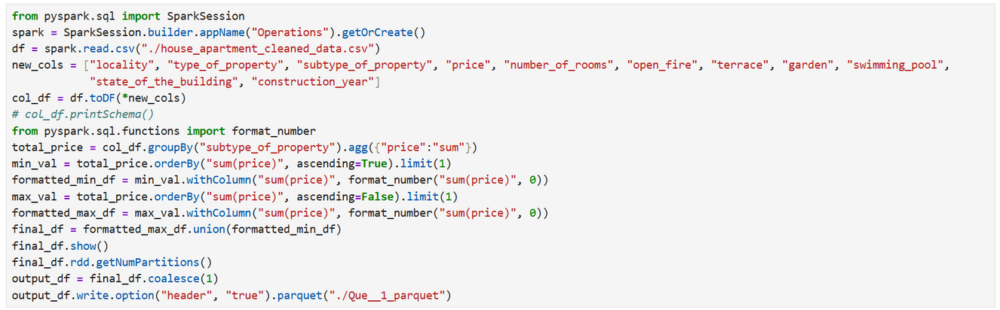 from pyspark.sql import SparkSession
spark = SparkSession.builder.appName("Operations").getOrCreate()
df = spark.read.csv("./house_apartment_cleaned_data.csv")
new_cols = ["locality", "type_of_property", "subtype_of_property", "price", "number_of_rooms", "open_fire", "terrace", "garden", "swimming_pool",
            "state_of_the_building", "construction_year"]
col_df = df.toDF(*new_cols)
# col_df.printSchema()
from pyspark.sql.functions import format_number
total_price = col_df.groupBy("subtype_of_property").agg({"price":"sum"})
min_val = total_price.orderBy("sum(price)", ascending=True).limit(1)
formatted_min_df = min_val.withColumn("sum(price)", format_number("sum(price)", 0))
max_val = total_price.orderBy("sum(price)", ascending=False).limit(1)
formatted_max_df = max_val.withColumn("sum(price)", format_number("sum(price)", 0))
final_df = formatted_max_df.union(formatted_min_df)
final_df.show()
final_df.rdd.getNumPartitions()
output_df = final_df.coalesce(1)
output_df.write.option("header", "true").parquet("./Que__1_parquet")